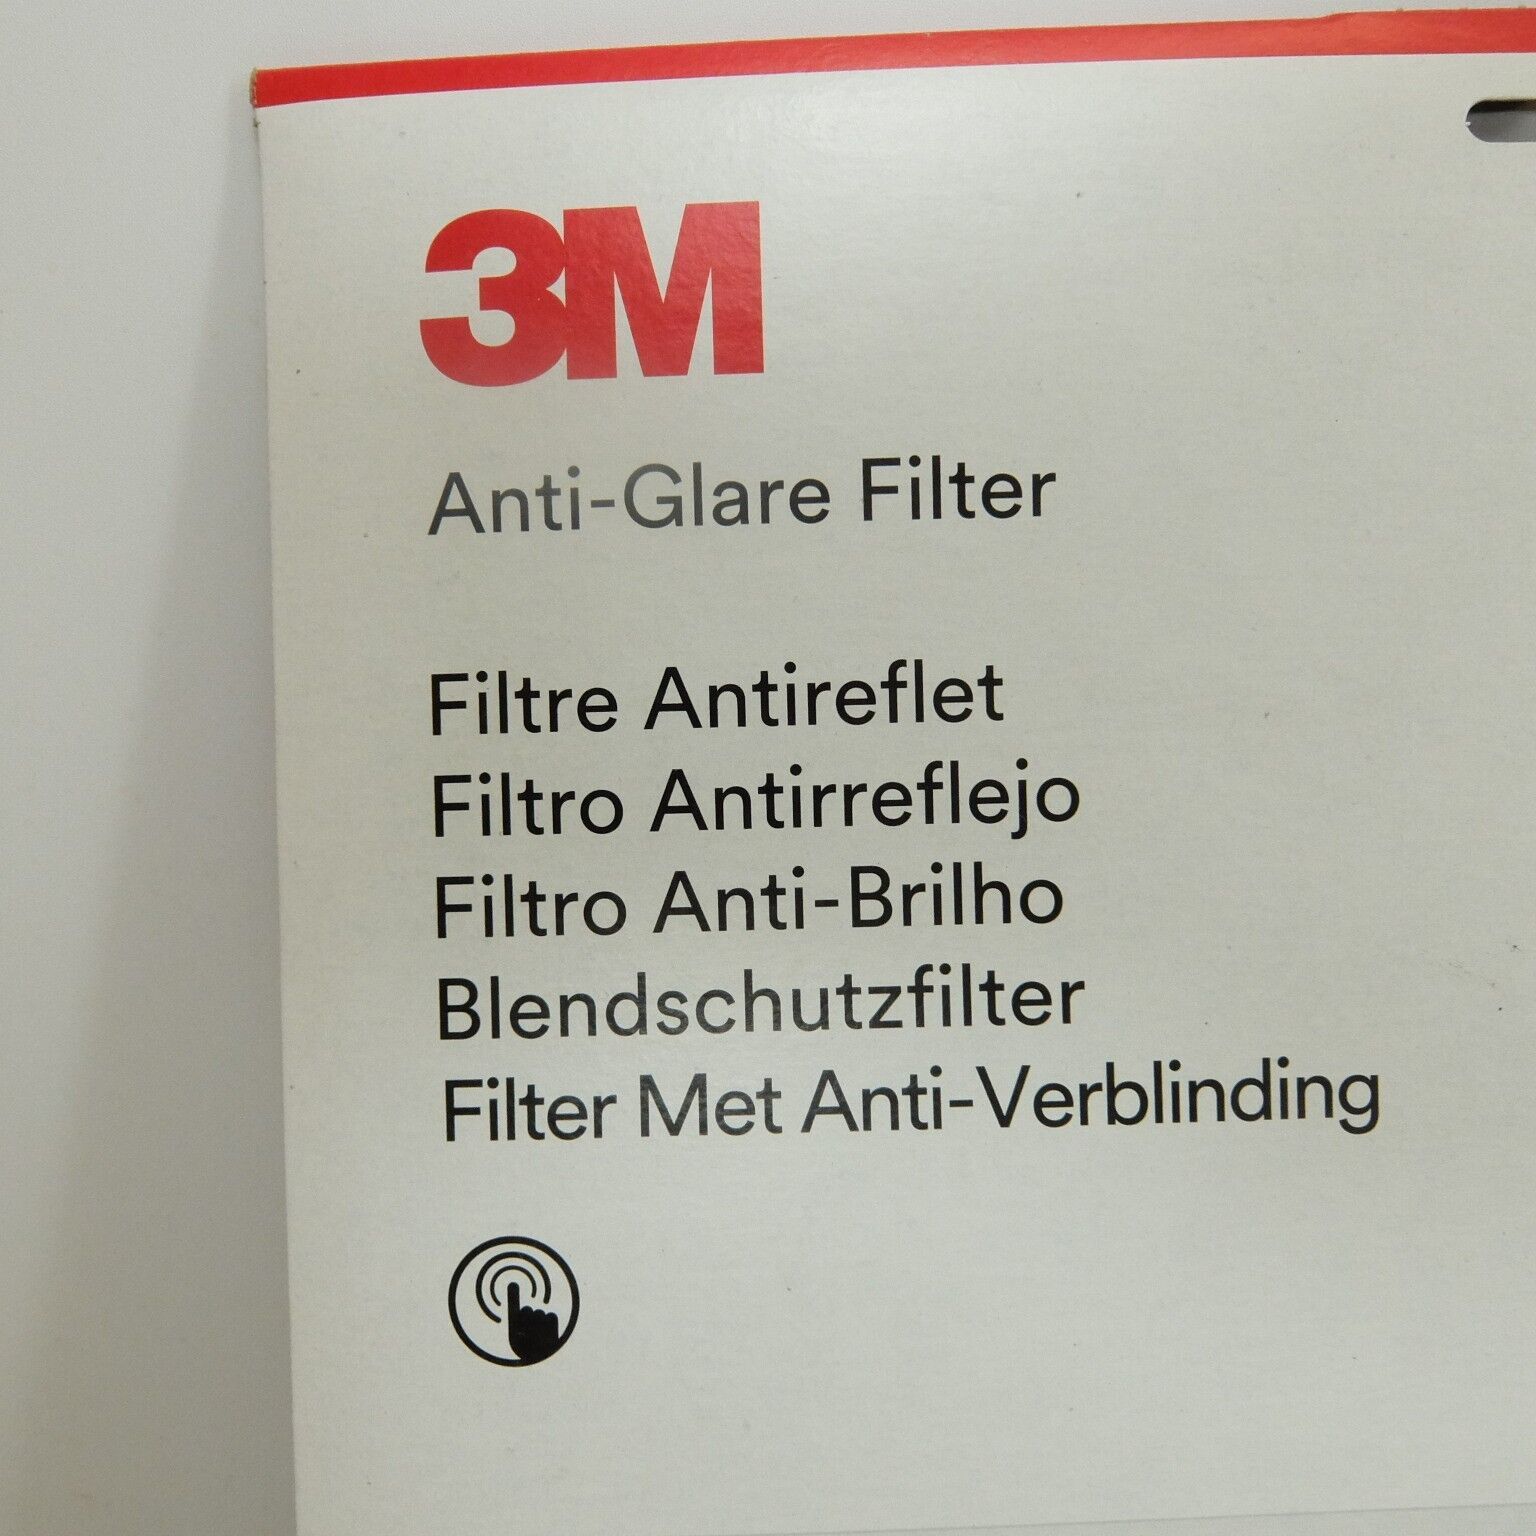 3M
Anti-Glare Filter
Filtre Antireflet
Filtro Antirreflejo
Filtro Anti-Brilho
Blendschutzfilter
Filter Met Anti-Verblinding